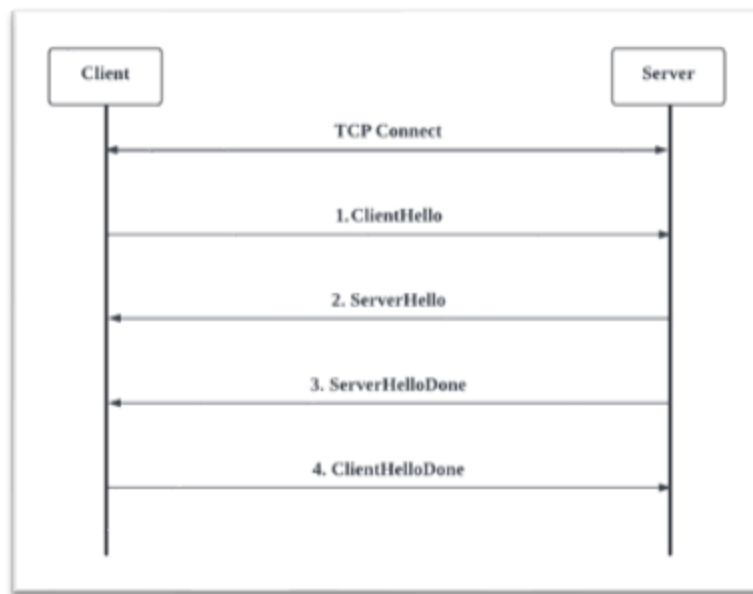 Client
Server
TCP Connect
1.ClientHello
2. ServerHello
3. ServerHelloDone
4. ClientHelloDone